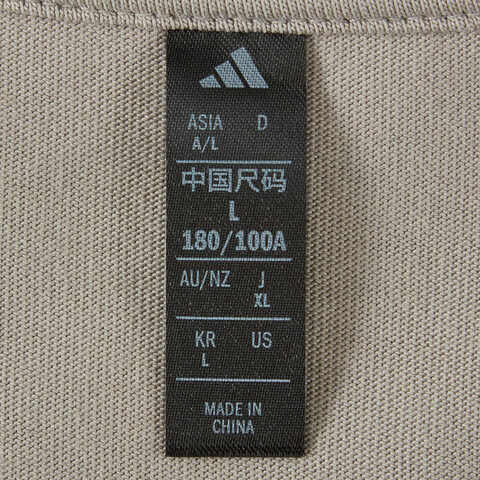 ASIA D
A/L
中国尺码
L
180/100A
AU/NZ J
XL
KR US
L
MADE IN
CHINA